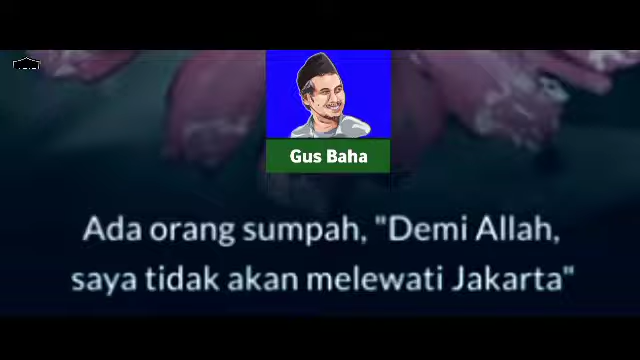 Gus Baha
Ada orang sumpah, "Demi Allah,
saya tidak akan melewati Jakarta"